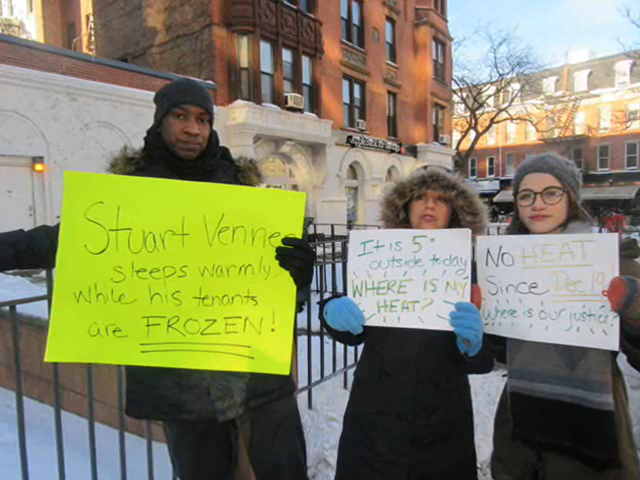 Stuart Venner
sleeps warmly,
while his tenants
are FROZEN!
It is 5°
outside today
WHERE IS MY
HEAT?
No HEAT
Since Dec 19!
Where is our justice?